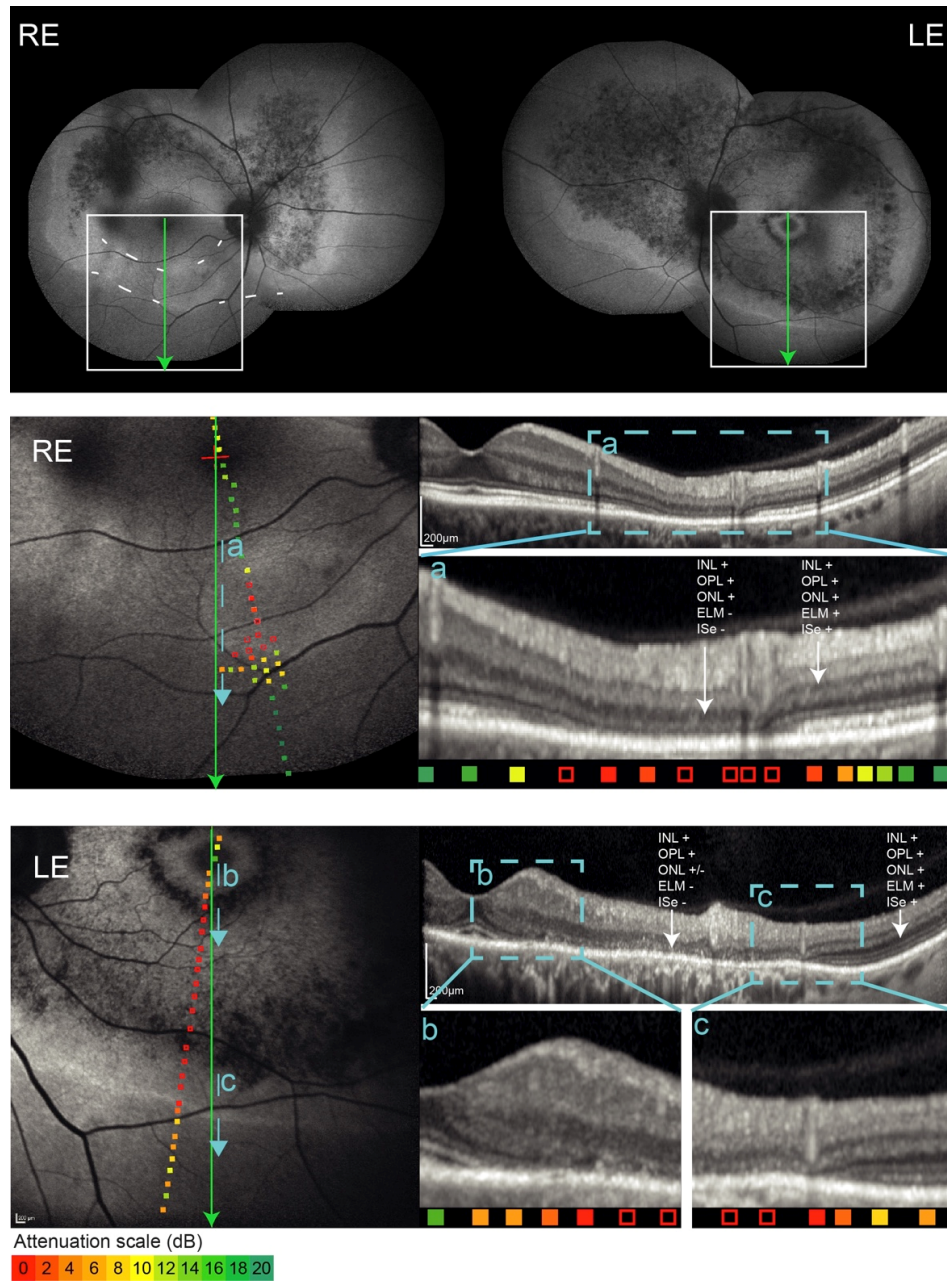 RE
LE
RE
a
a
200µm
a
INL +
OPL +
ONL +
ELM -
ISe -
INL +
OPL +
ONL +
ELM +
ISe +
LE
b
c
200 µm
b
c
200µm
INL +
OPL +
ONL +/-
ELM -
ISe -
INL +
OPL +
ONL +
ELM +
ISe +
b
c
Attenuation scale (dB)
0 2 4 6 8 10 12 14 16 18 20